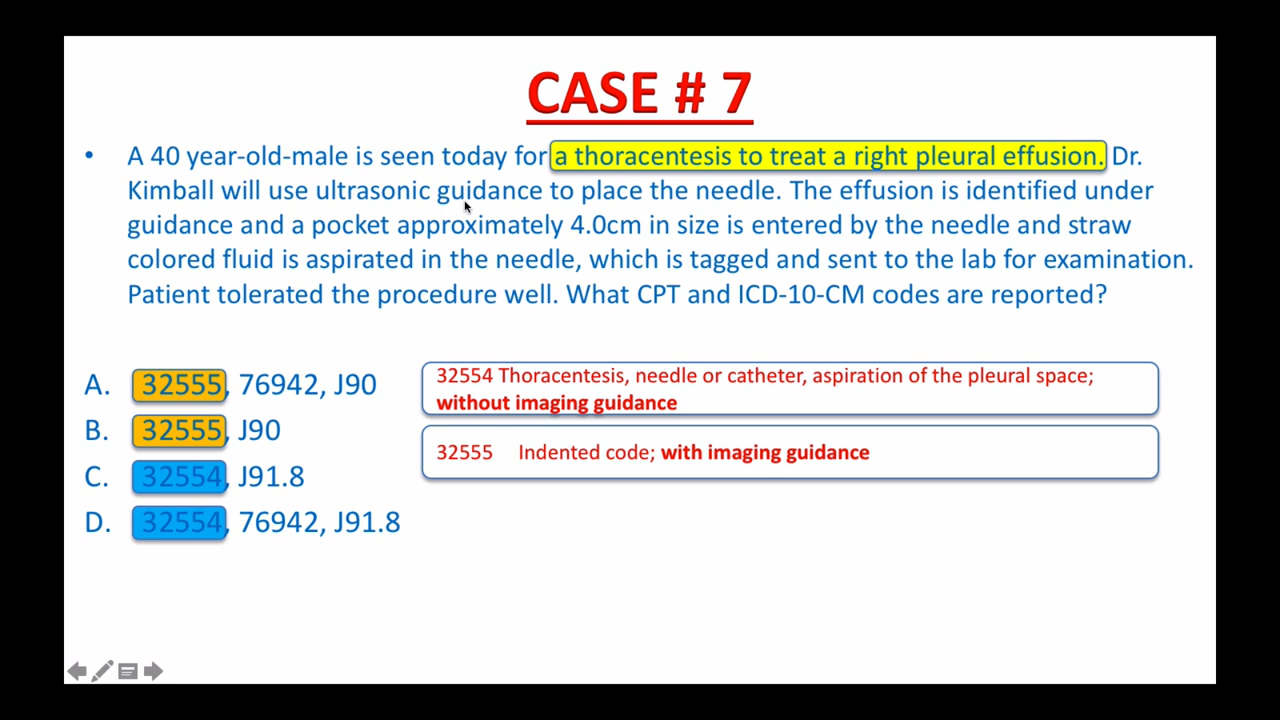 CASE # 7
• A 40 year-old-male is seen today for a thoracentesis to treat a right pleural effusion. Dr.
Kimball will use ultrasonic guidance to place the needle. The effusion is identified under
guidance and a pocket approximately 4.0cm in size is entered by the needle and straw
colored fluid is aspirated in the needle, which is tagged and sent to the lab for examination.
Patient tolerated the procedure well. What CPT and ICD-10-CM codes are reported?
A. 32555, 76942, J90
B. 32555, J90
C. 32554, J91.8
D. 32554, 76942, J91.8
32554 Thoracentesis, needle or catheter, aspiration of the pleural space;
without imaging guidance
32555 Indented code; with imaging guidance